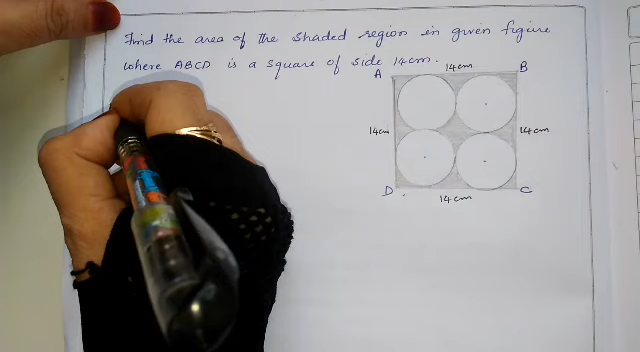 Find the area of the shaded region in given figure
where ABCD is a square of side 14cm.
A 14cm B
14cm 14cm
D 14cm C